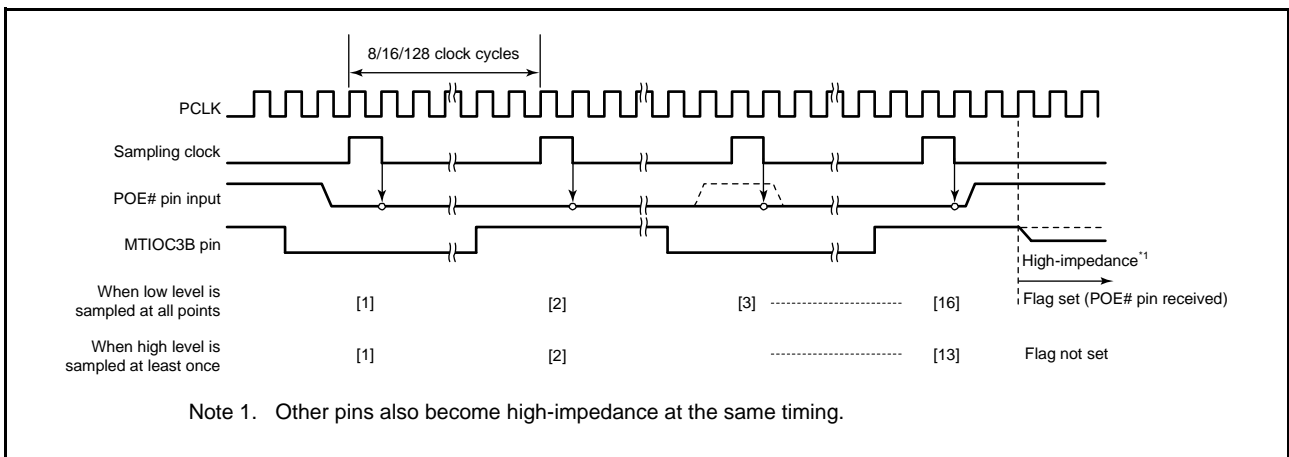 8/16/128 clock cycles
PCLK
Sampling clock
POE# pin input
MTIOC3B pin
High-impedance*1
When low level is
sampled at all points
[1] [2] [3] [16] Flag set (POE# pin received)
When high level is
sampled at least once
[1] [2] [13] Flag not set
Note 1. Other pins also become high-impedance at the same timing.